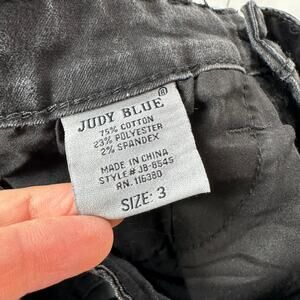 JUDY BLUE®
75% COTTON
23% POLYESTER
2% SPANDEX
MADE IN CHINA
STYLE# JB-8545
RN. 116380
SIZE: 3